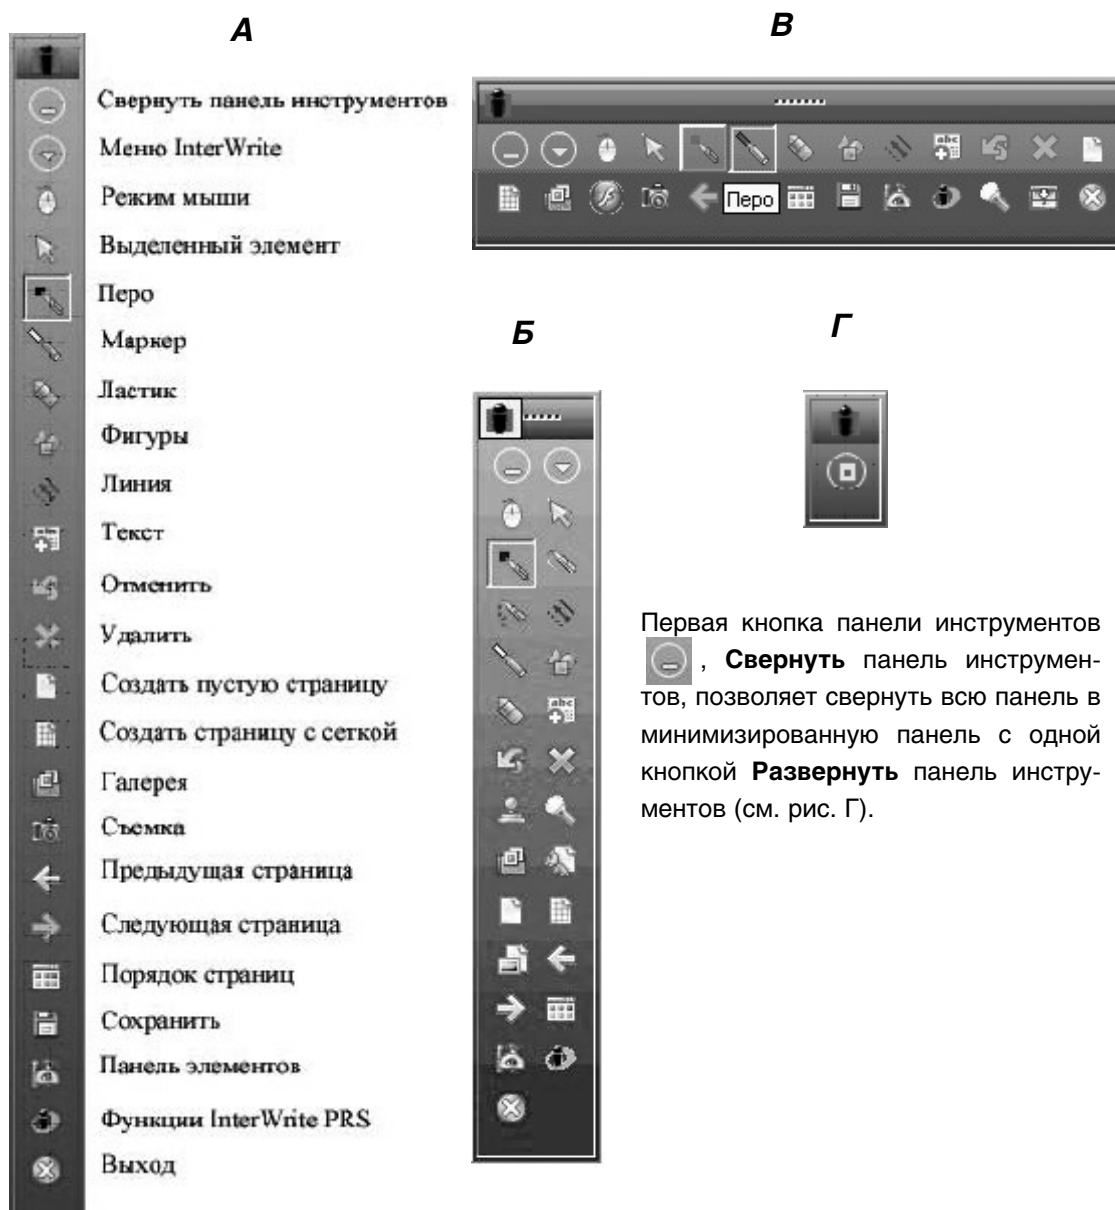 А
Свернуть панель инструментов
Меню InterWrite
Режим мыши
Выделенный элемент
Перо
Маркер
Ластик
Фигуры
Линия
Текст
Отменить
Удалить
Создать пустую страницу
Создать страницу с сеткой
Галерея
Съемка
Предыдущая страница
Следующая страница
Порядок страниц
Сохранить
Панель элементов
Функции InterWrite PRS
Выход
В
abc
Перо
Б
abc
Г
Первая кнопка панели инструментов
, Свернуть панель инструмен-
тов, позволяет свернуть всю панель в
минимизированную панель с одной
кнопкой Развернуть панель инстру-
ментов (см. рис. Г).